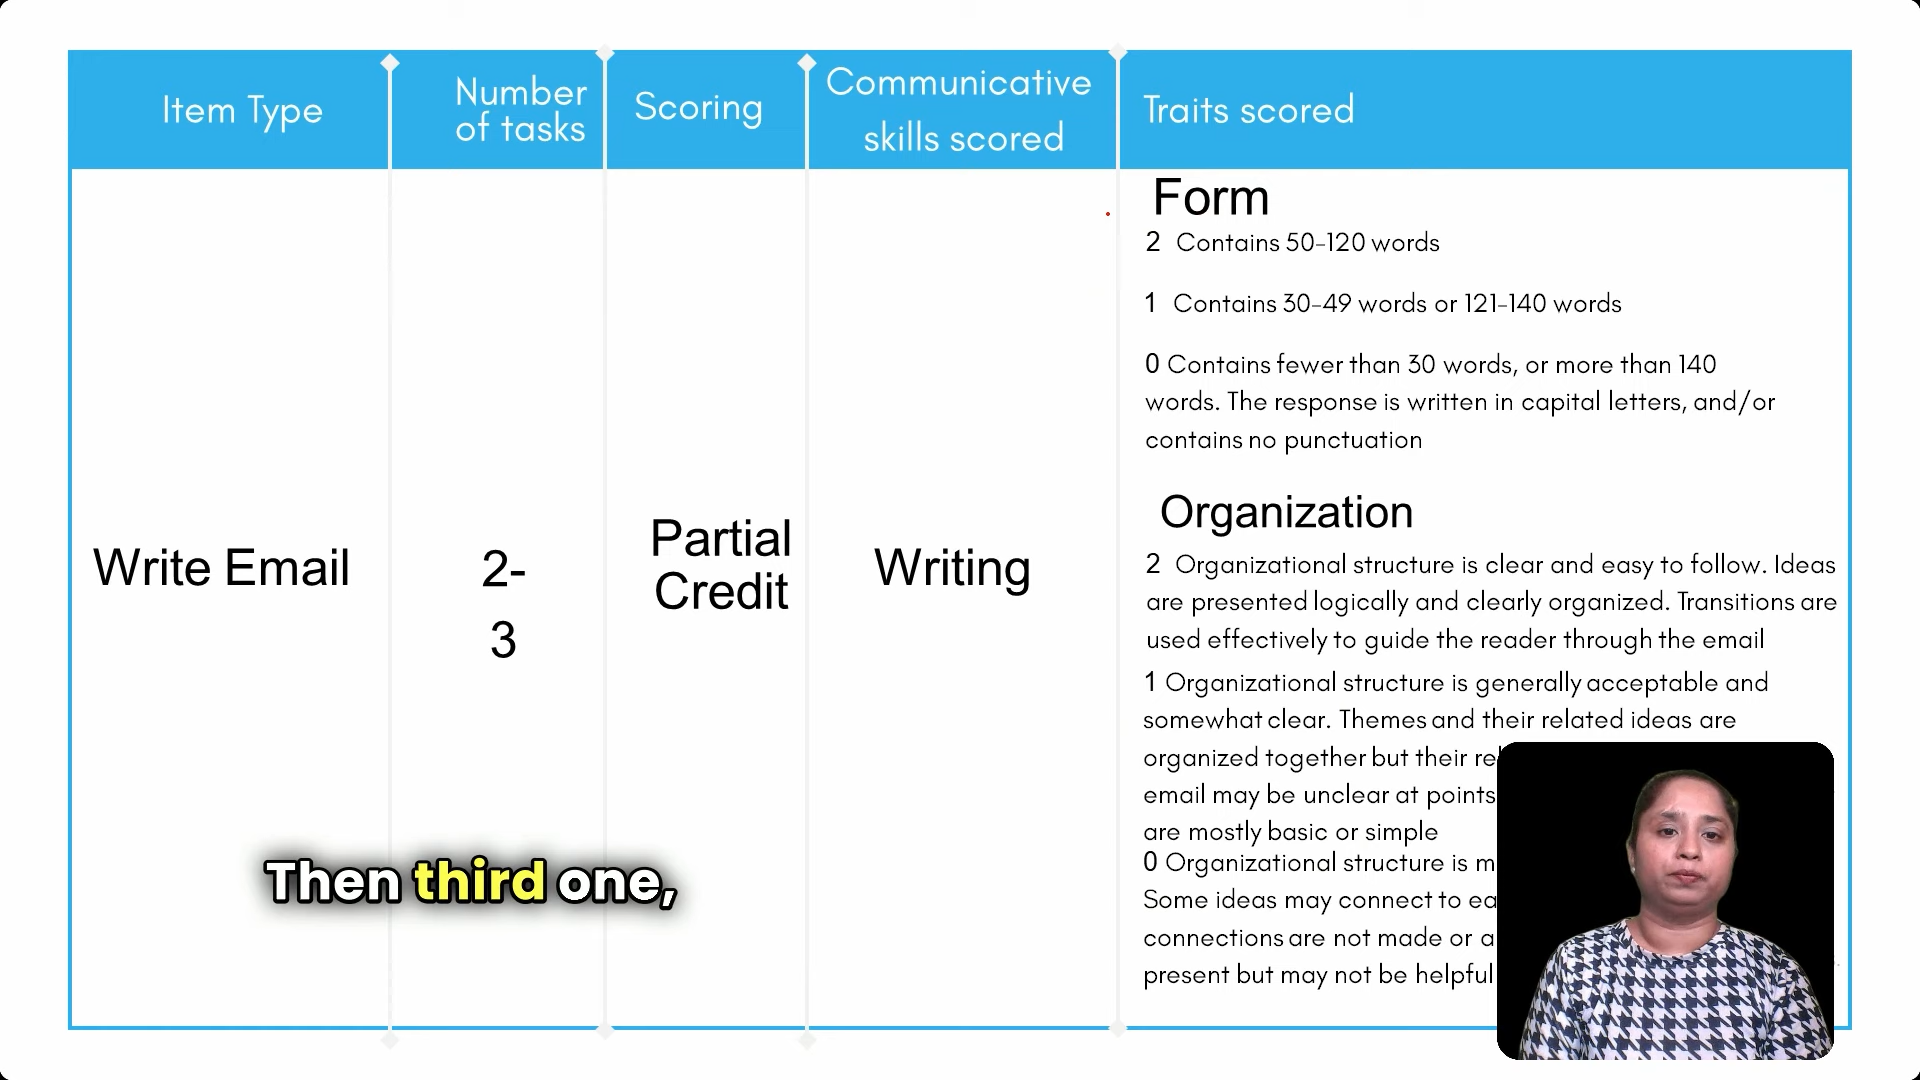 Item Type
Number
of tasks
Scoring
Communicative
skills scored
Traits scored
Write Email
2-
3
Partial
Credit
Writing
Form
2 Contains 50-120 words
1 Contains 30-49 words or 121-140 words
0 Contains fewer than 30 words, or more than 140
words. The response is written in capital letters, and/or
contains no punctuation
Organization
2 Organizational structure is clear and easy to follow. Ideas
are presented logically and clearly organized. Transitions are
used effectively to guide the reader through the email
1 Organizational structure is generally acceptable and
somewhat clear. Themes and their related ideas are
organized together but their
email may be unclear at points
are mostly basic or simple
0 Organizational structure is
Some ideas may connect to
connections are not made or
present but may not be helpful
Then third one,